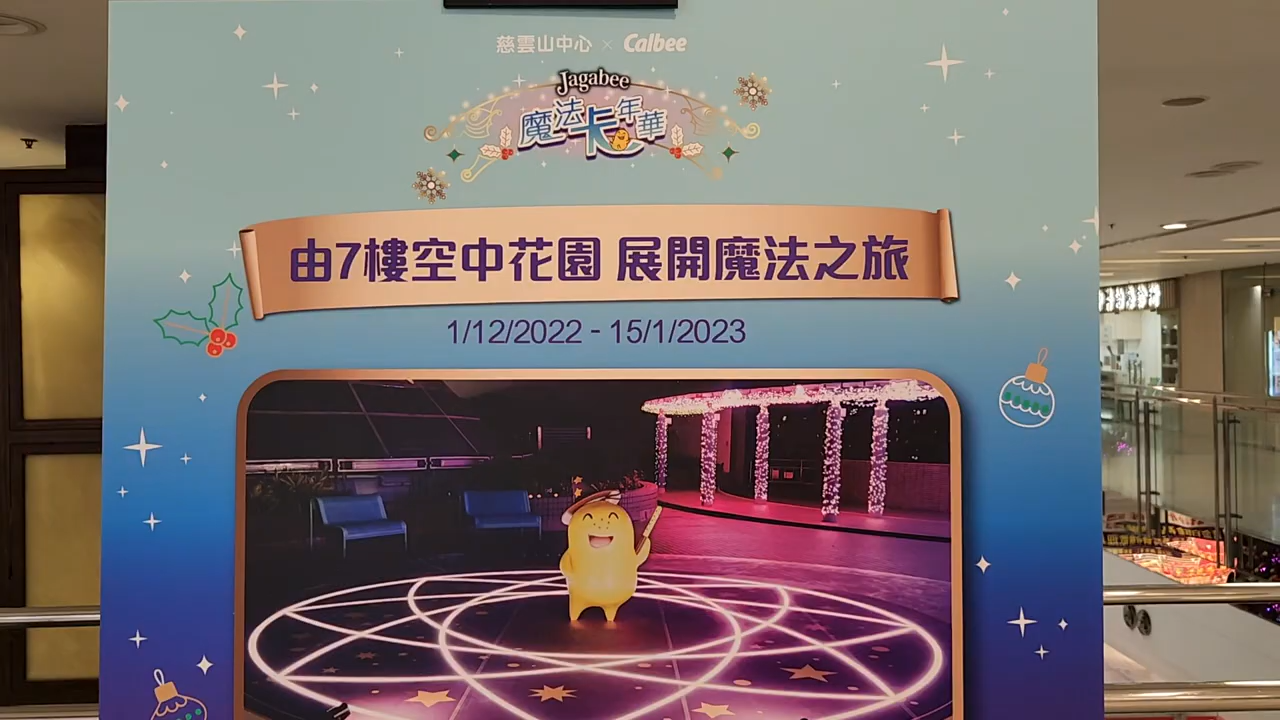 慈雲山中心 × Calbee
Jagabee
魔法卡年華
由7樓空中花園 展開魔法之旅
1/12/2022 - 15/1/2023